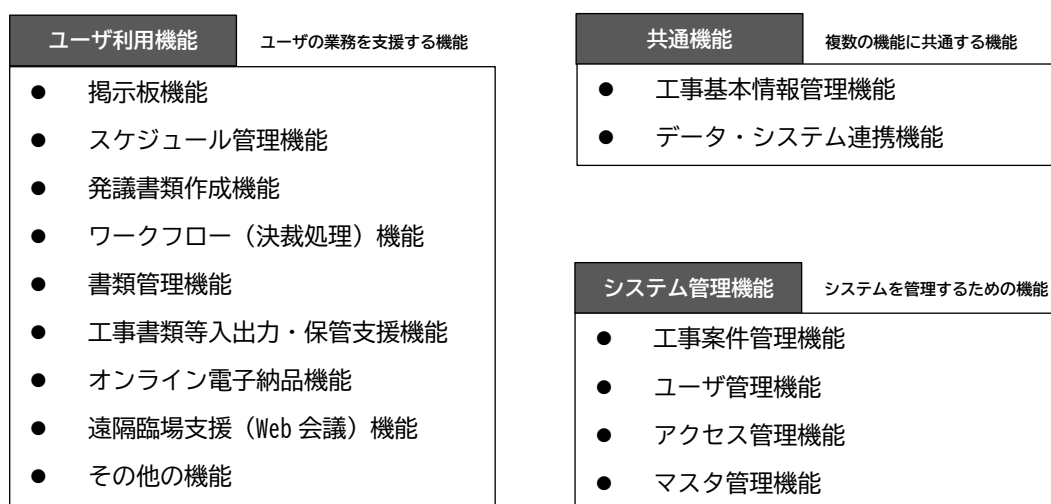 ユーザ利用機能
ユーザの業務を支援する機能
● 掲示板機能
● スケジュール管理機能
● 発議書類作成機能
● ワークフロー（決裁処理）機能
● 書類管理機能
● 工事書類等入出力・保管支援機能
● オンライン電子納品機能
● 遠隔臨場支援（Web 会議）機能
● その他の機能
共通機能
複数の機能に共通する機能
● 工事基本情報管理機能
● データ・システム連携機能
システム管理機能
システムを管理するための機能
● 工事案件管理機能
● ユーザ管理機能
● アクセス管理機能
● マスタ管理機能